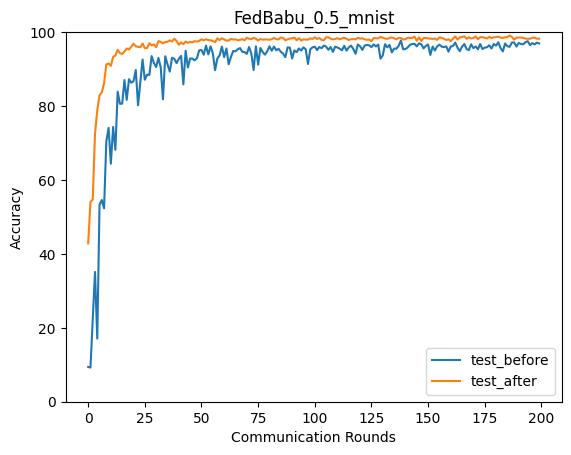 FedBabu_0.5_mnist
Accuracy
100
80
60
40
20
0
0 25 50 75 100 125 150 175 200
Communication Rounds
test_before
test_after